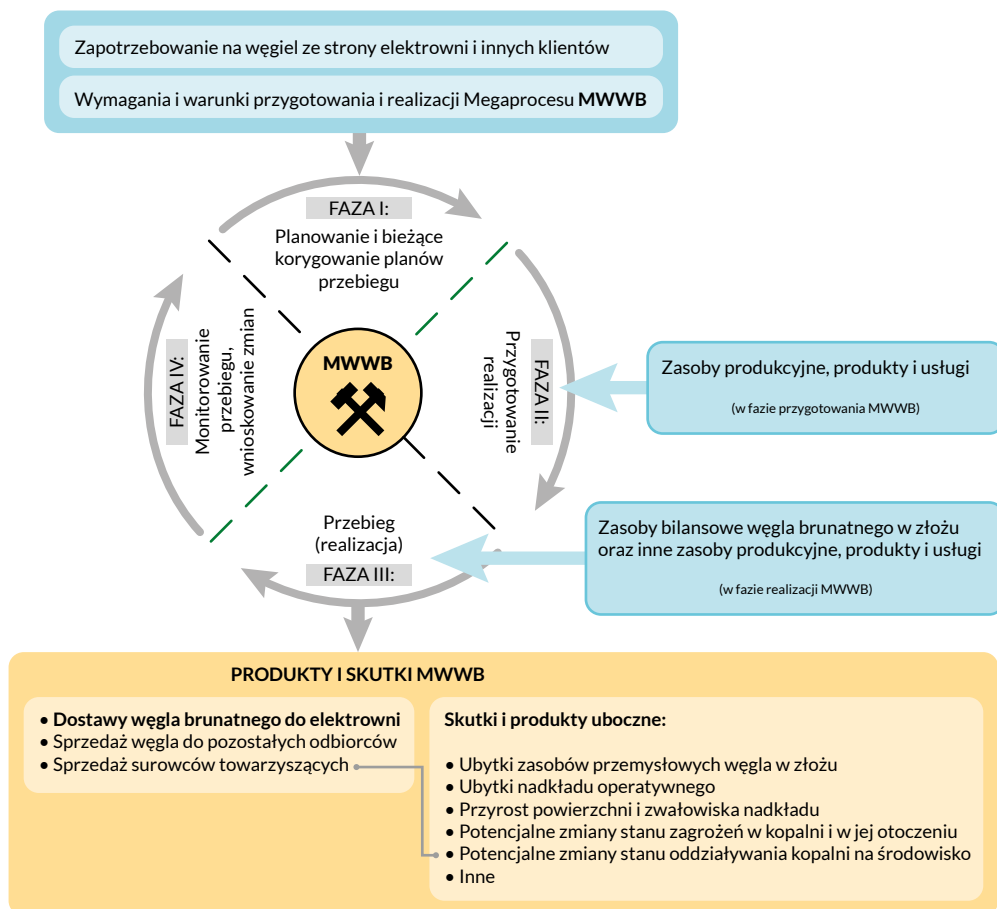 Zapotrzebowanie na węgiel ze strony elektrowni i innych klientów
Wymagania i warunki przygotowania i realizacji Megaprocesu MWWB
FAZA I:
Planowanie i bieżące
korygowanie planów
przebiegu
FAZA II:
Przygotowanie
realizacji
Zasoby produkcyjne, produkty i usługi
(w fazie przygotowania MWWB)
MWWB
FAZA IV:
Monitorowanie
przebiegu,
wnioskowanie zmian
Przebieg
(realizacja)
FAZA III:
Zasoby bilansowe węgla brunatnego w złożu
oraz inne zasoby produkcyjne, produkty i usługi
(w fazie realizacji MWWB)
PRODUKTY I SKUTKI MWWB
• Dostawy węgla brunatnego do elektrowni
• Sprzedaż węgla do pozostałych odbiorców
• Sprzedaż surowców towarzyszących
Skutki i produkty uboczne:
• Ubytki zasobów przemysłowych węgla w złożu
• Ubytki nadkładu operatywnego
• Przyrost powierzchni i zwałowiska nadkładu
• Potencjalne zmiany stanu zagrożeń w kopalni i w jej otoczeniu
• Potencjalne zmiany stanu oddziaływania kopalni na środowisko
• Inne